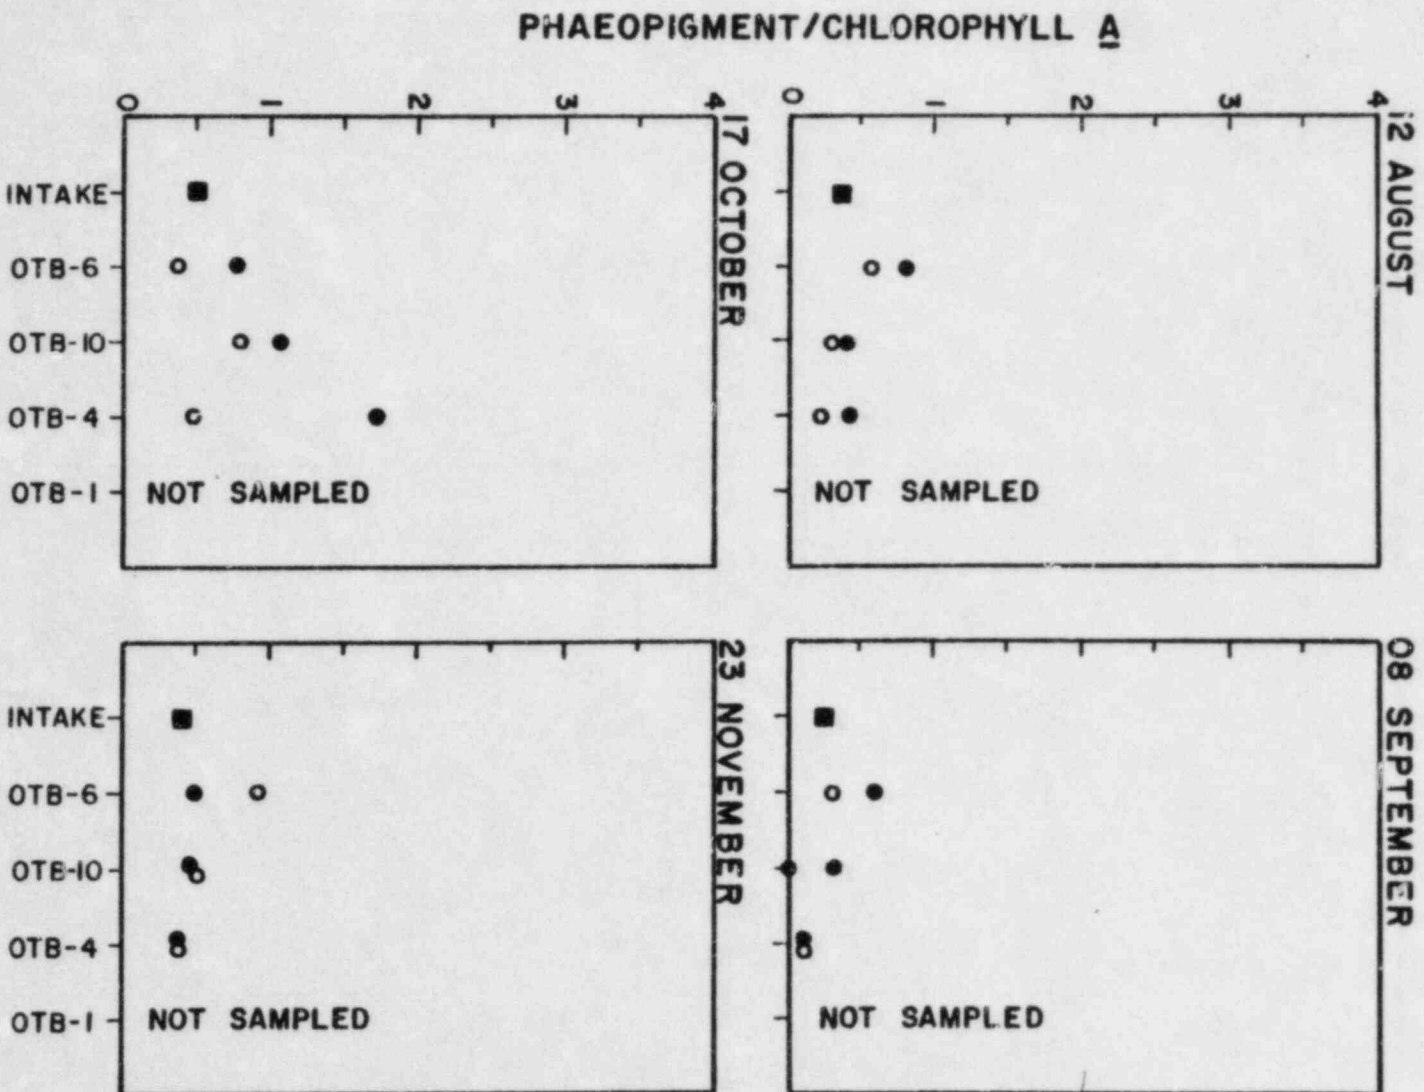 PHAEOPIGMENT/CHLOROPHYLL A
0 1 2 3 4
17 OCTOBER
INTAKE
OTB-6
OTB-10
OTB-4
OTB-1
NOT SAMPLED
0 1 2 3 4
12 AUGUST
NOT SAMPLED
23 NOVEMBER
INTAKE
OTB-6
OTB-10
OTB-4
OTB-1
NOT SAMPLED
08 SEPTEMBER
NOT SAMPLED